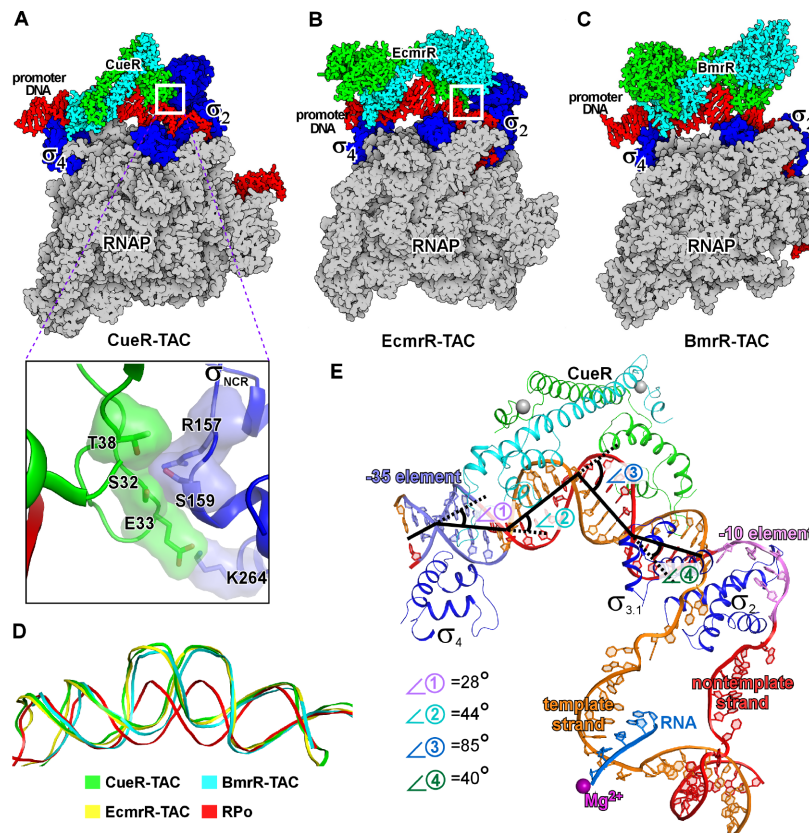 A
CueR
promoter
DNA
σ2
σ4
RNAP
CueR-TAC
B
EcmrR
promoter
DNA
σ2
σ4
RNAP
EcmrR-TAC
C
BmrR
promoter
DNA
σ4
RNAP
BmrR-TAC
σNCR
R157
T38
S32
S159
E33
K264
D
CueR-TAC
BmrR-TAC
EcmrR-TAC
RPo
E
CueR
-35 element
∠①
∠②
∠③
-10 element
∠④
σ3.1
σ2
σ4
∠① =28°
∠② =44°
∠③ =85°
∠④ =40°
template
strand
nontemplate
strand
RNA
Mg2+